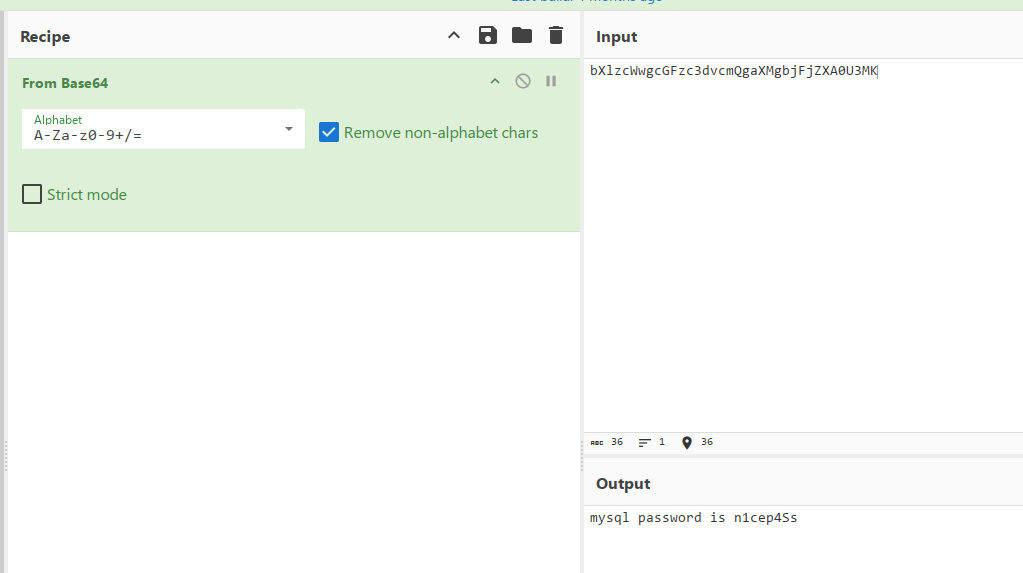 Last build: months ago
Recipe
From Base64
Alphabet
A-Za-z0-9+/=
Remove non-alphabet chars
Strict mode
Input
bXlzcWwgcGFzc3dvcmQgaXMgbjFjZXA0U3MK
ABC 36 1 36
Output
mysql password is n1cep4Ss